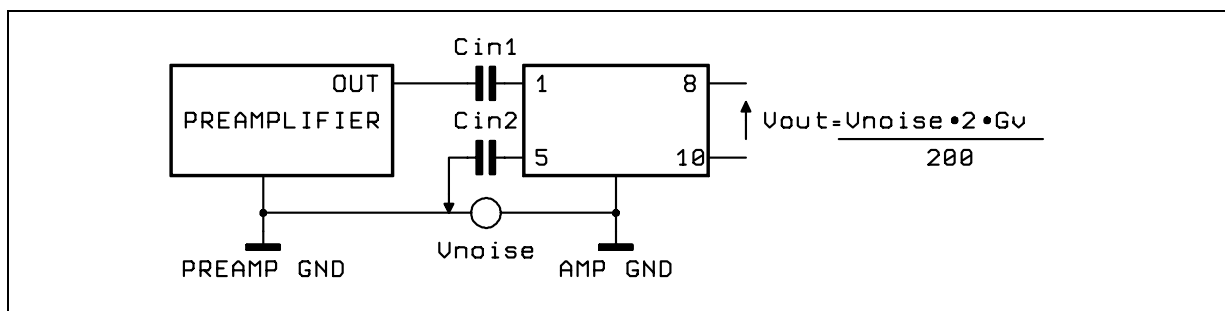 Cin1
OUT
1
8
PREAMPLIFIER
Cin2
Vout=Vnoise•2•Gv
200
5
10
Vnoise
PREAMP GND
AMP GND